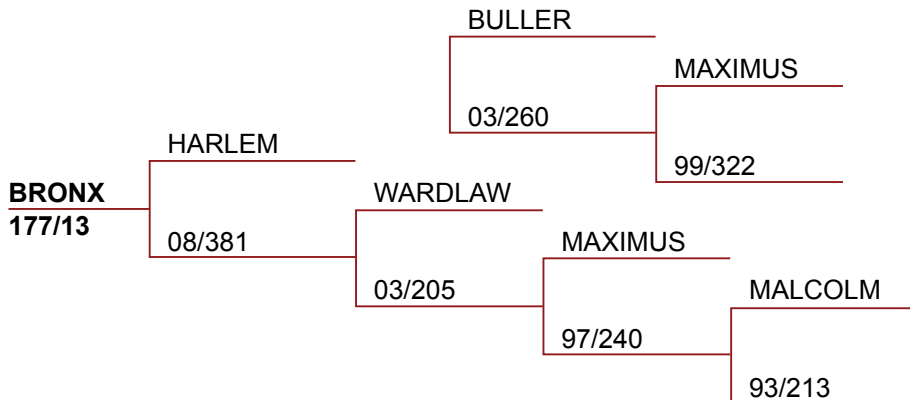 BULLER
MAXIMUS
03/260
HARLEM
99/322
BRONX
WARDLAW
177/13
08/381
MAXIMUS
03/205
MALCOLM
97/240
93/213